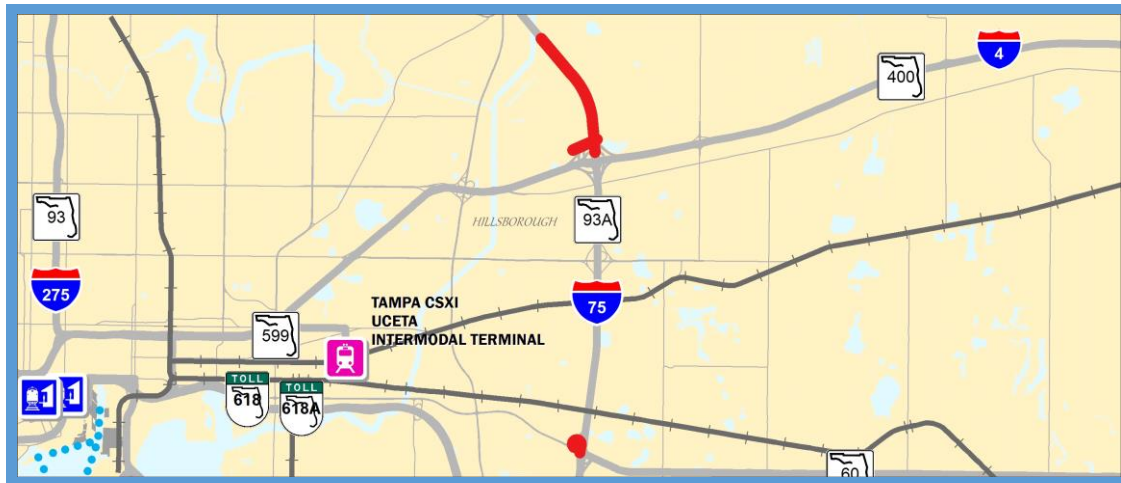 4
400
93
HILLSBOROUGH
93A
275
75
TAMPA CSXI
UCETA
INTERMODAL TERMINAL
599
TOLL
618
TOLL
618A
60